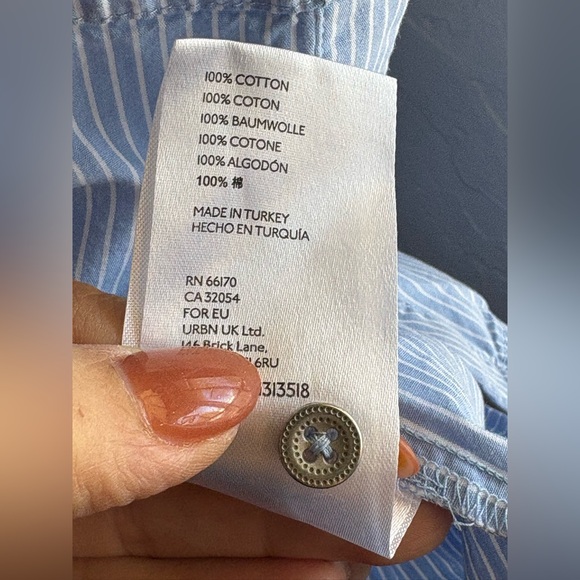 100% COTTON
100% COTON
100% BAUMWOLLE
100% COTONE
100% ALGODÓN
100% 棉
MADE IN TURKEY
HECHO EN TURQUÍA
RN 66170
CA 32054
FOR EU
URBN UK Ltd.
146 Brick Lane,
6RU
313518